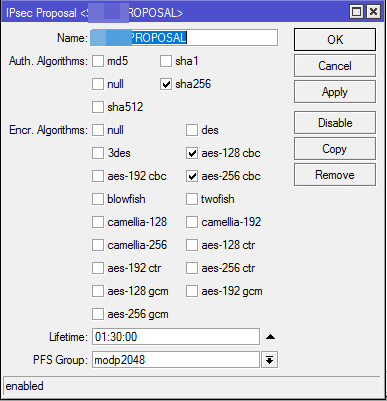 IPsec Proposal <S PROPOSAL>
Name: PROPOSAL
OK
Auth. Algorithms: md5 sha1
Cancel
null sha256
Apply
sha512
Encr. Algorithms: null des
Disable
3des aes-128 cbc
Copy
aes-192 cbc aes-256 cbc
Remove
blowfish twofish
camellia-128 camellia-192
camellia-256 aes-128 ctr
aes-192 ctr aes-256 ctr
aes-128 gcm aes-192 gcm
aes-256 gcm
Lifetime: 01:30:00
PFS Group: modp2048
enabled